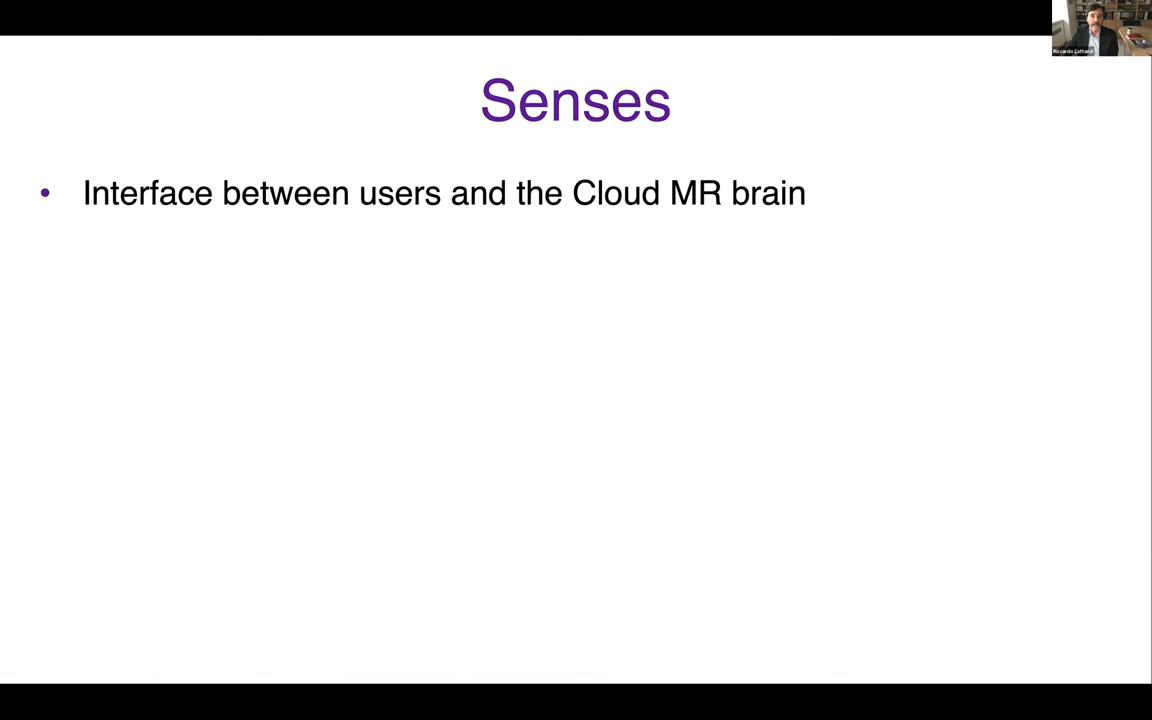 Senses
• Interface between users and the Cloud MR brain